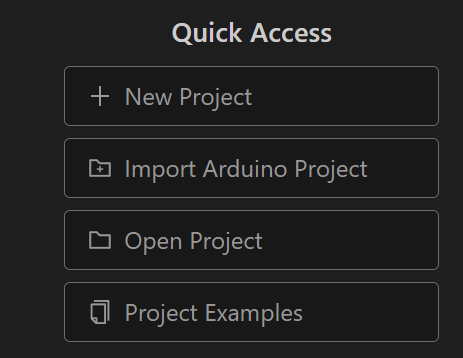 Quick Access
New Project
Import Arduino Project
Open Project
Project Examples